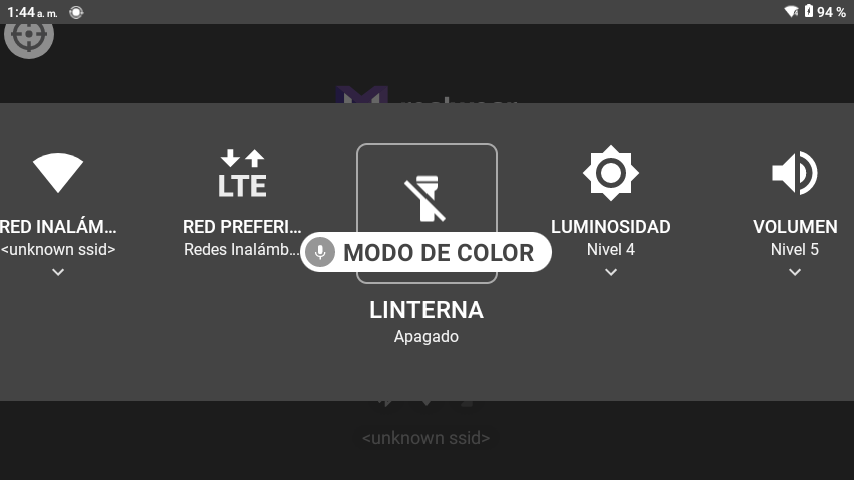 1:44 a. m.
94 %
RED INALÁM...
<unknown ssid>
LTE
RED PREFERI...
Redes Inalámb...
MODO DE COLOR
LINTERNA
Apagado
LUMINOSIDAD
Nivel 4
VOLUMEN
Nivel 5
<unknown ssid>